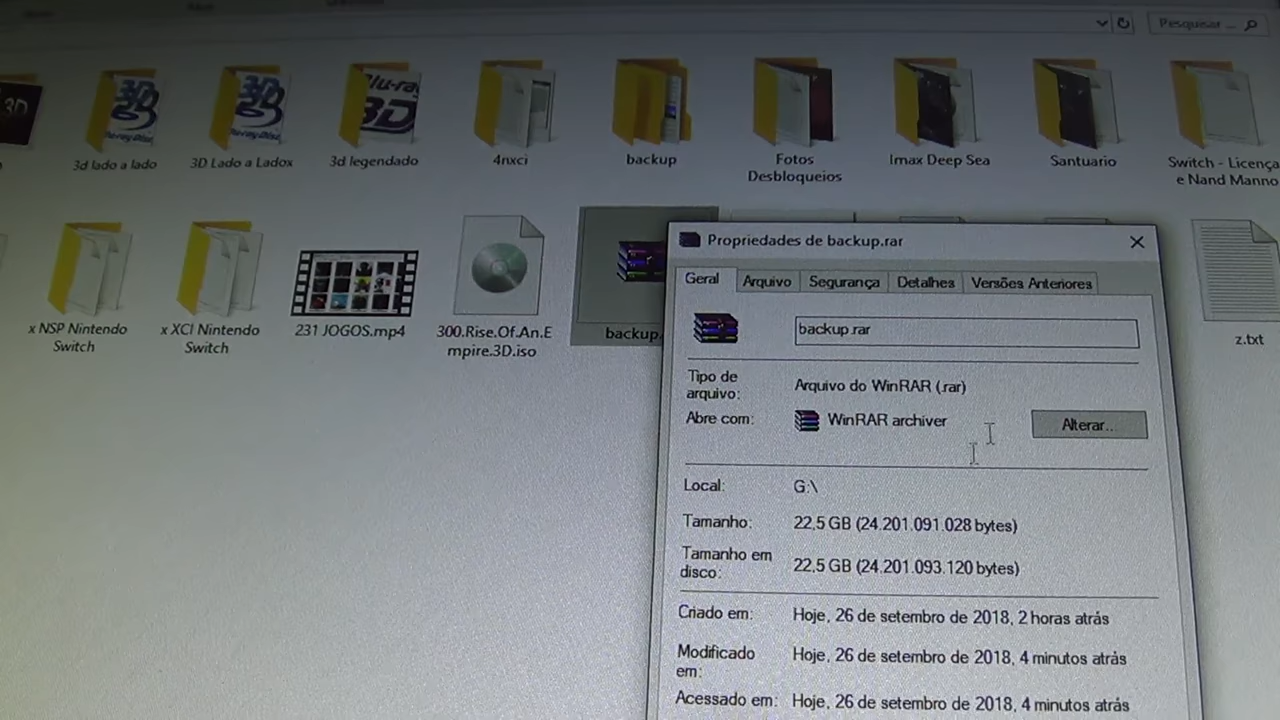 Pesquisar ...
3D
3d lado a lado
3D Lado a Ladox
Blu-ray
3D
3d legendado
4nxci
backup
Fotos
Desbloqueios
Imax Deep Sea
Santuario
Switch - Licença
e Nand Manno
x NSP Nintendo
Switch
x XCI Nintendo
Switch
231 JOGOS.mp4
300.Rise.Of.An.E
mpire.3D.iso
backup.
z.txt
Propriedades de backup.rar
Geral Arquivo Segurança Detalhes Versões Anteriores
backup.rar
Tipo de
arquivo:
Arquivo do WinRAR (.rar)
Abre com: WinRAR archiver Alterar...
Local: G:\
Tamanho: 22,5 GB (24.201.091.028 bytes)
Tamanho em
disco:
22,5 GB (24.201.093.120 bytes)
Criado em: Hoje, 26 de setembro de 2018, 2 horas atrás
Modificado
em:
Hoje, 26 de setembro de 2018, 4 minutos atrás
Acessado em: Hoje, 26 de setembro de 2018, 4 minutos atrás